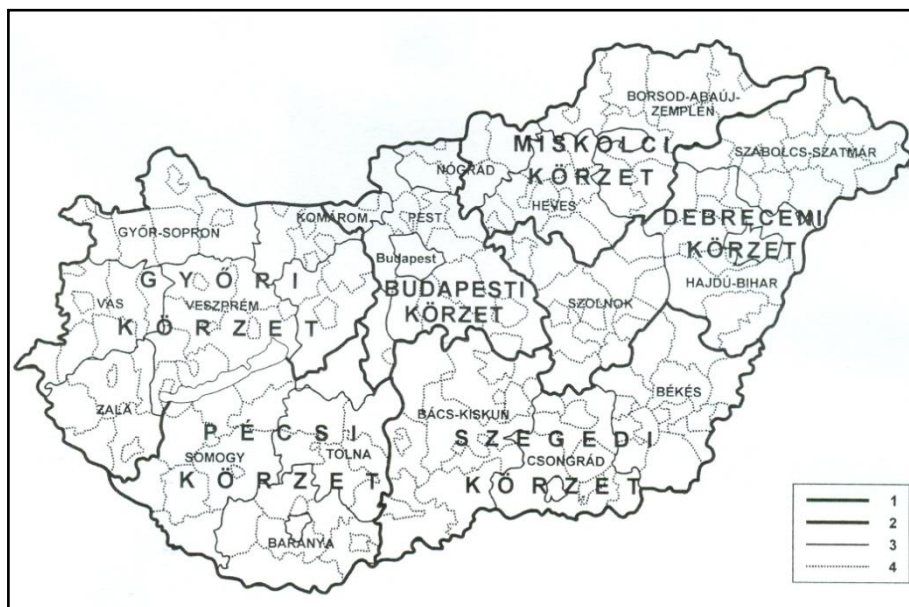 BORSOD-ABAÚJ-
ZEMPLÉN
MISKOLCI
KÖRZET
SZABOLCS-SZATMÁR
NÓGRÁD
HEVES
KOMÁROM
PEST
GYŐR-SOPRON
DEBRECENI
KÖRZET
Budapest
HAJDÚ-BIHAR
GYŐRI
KÖRZET
VAS
VESZPRÉM
BUDAPESTI
KÖRZET
SZOLNOK
ZALA
BÁCS-KISKUN
BÉKÉS
PÉCSI
KÖRZET
SOMOGY
TOLNA
SZEGEDI
KÖRZET
CSONGRÁD
BARANYA
1
2
3
4